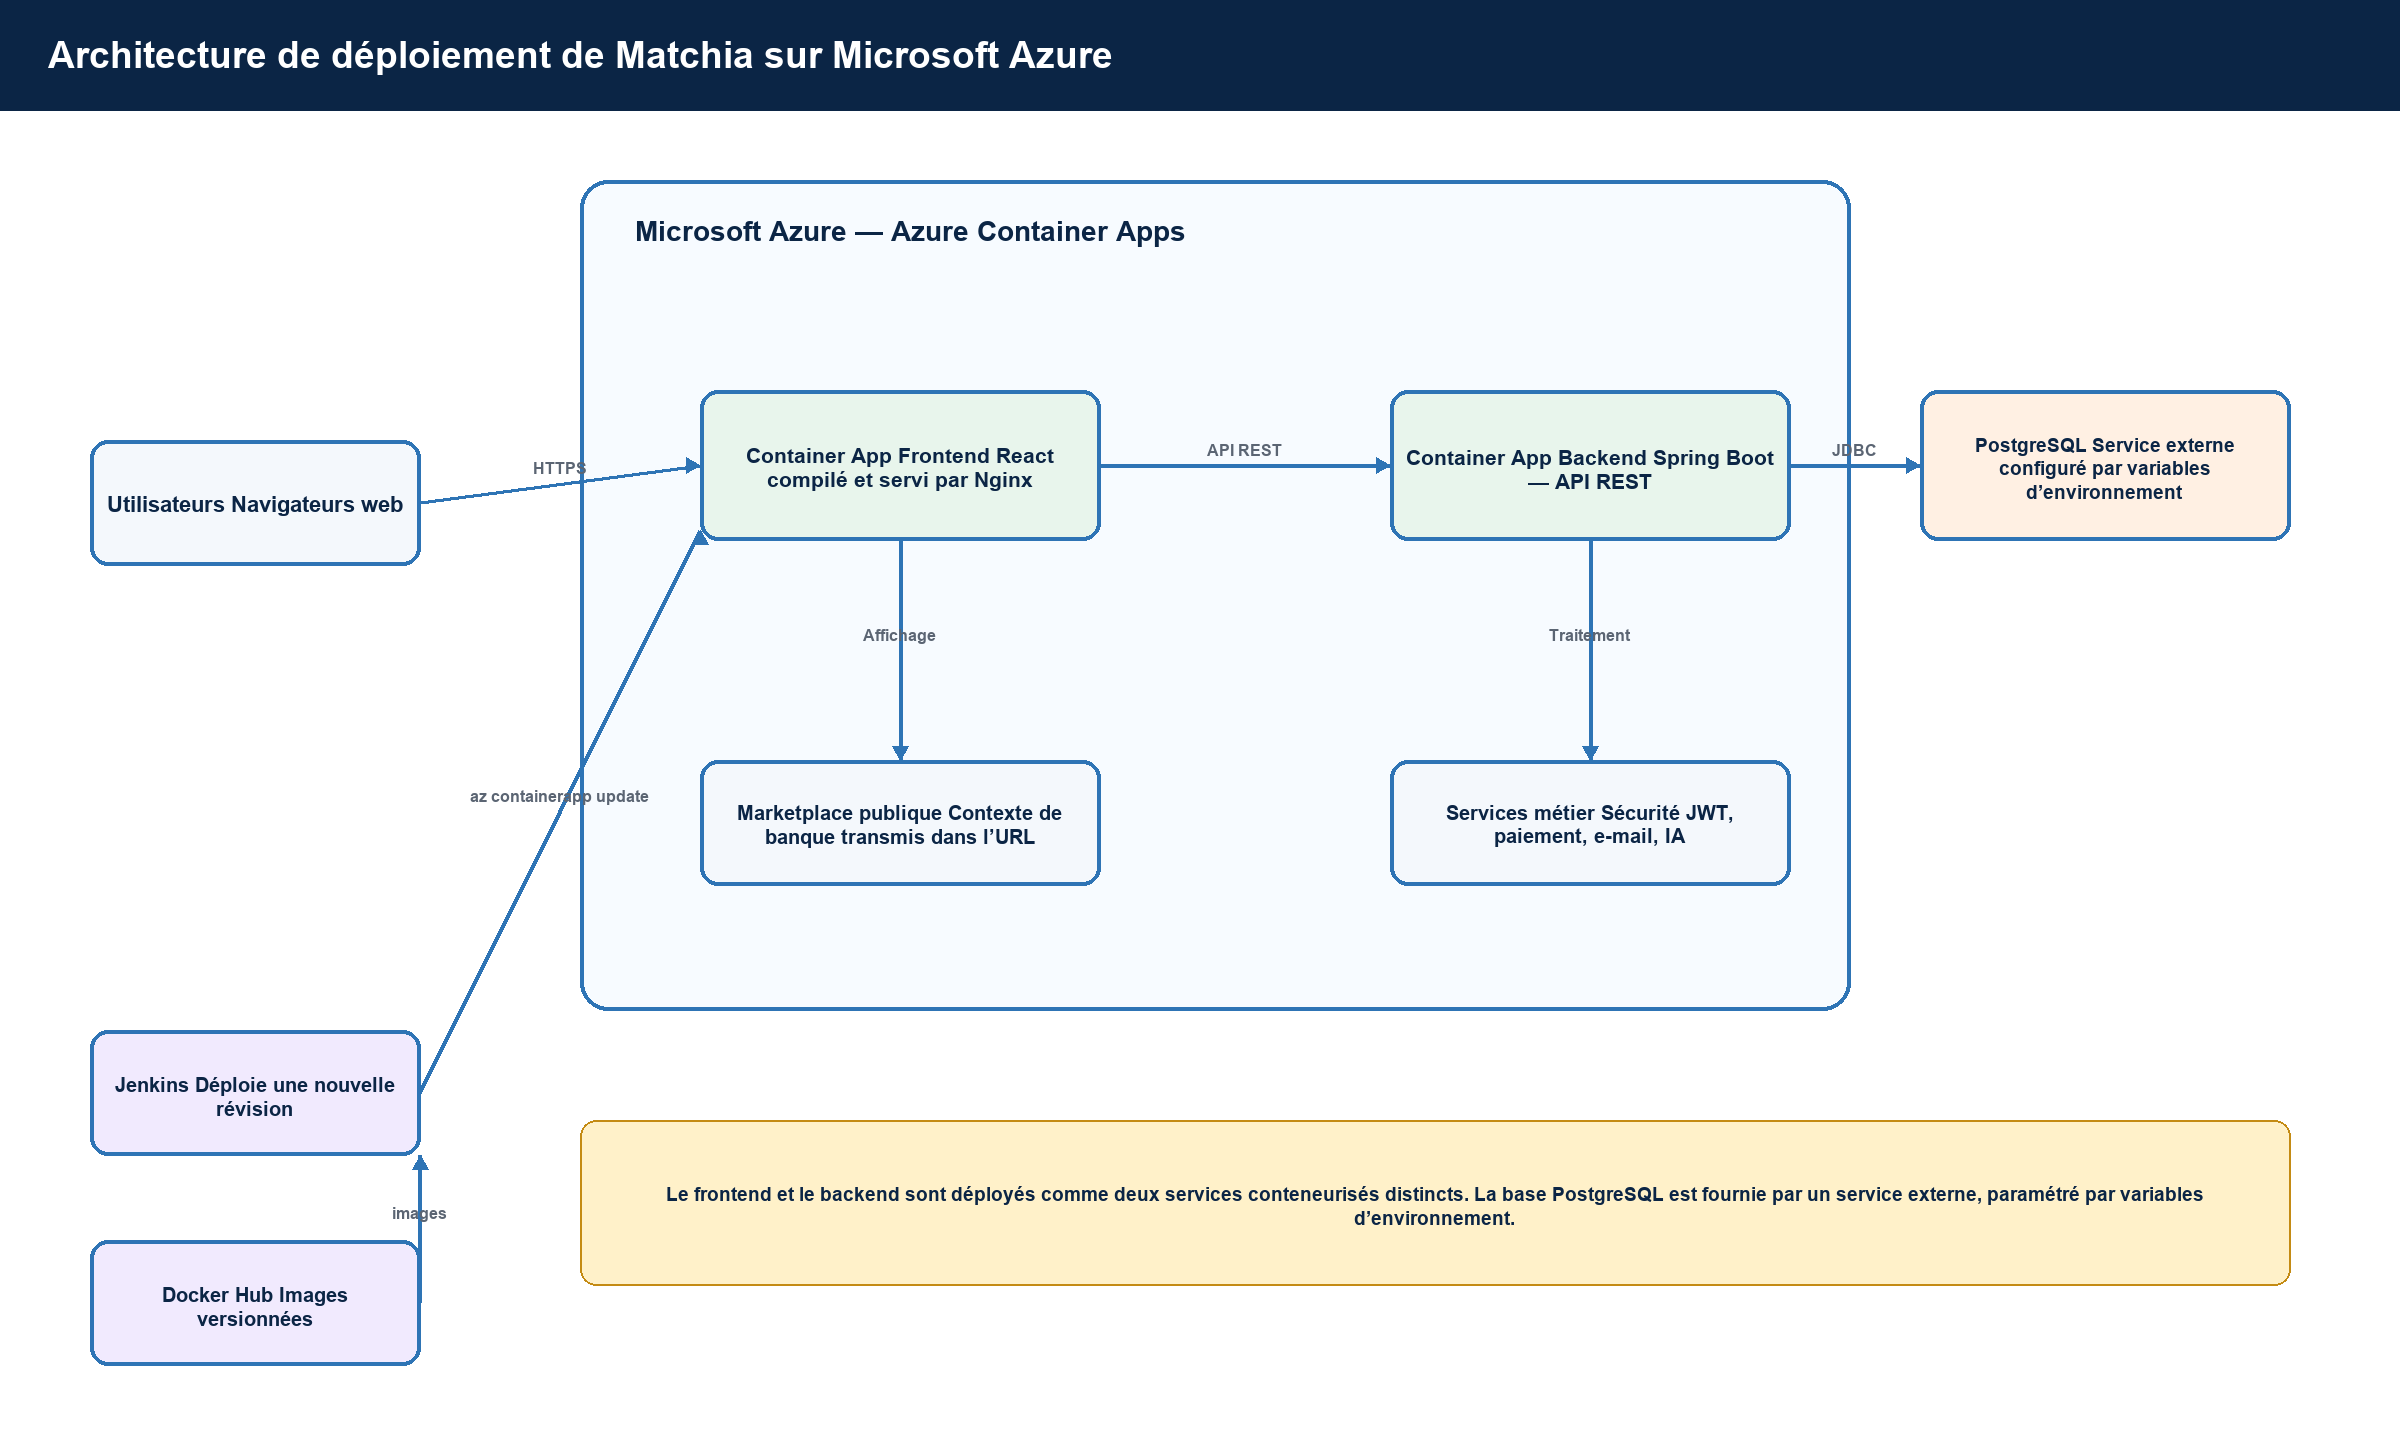 Architecture de déploiement de Matchia sur Microsoft Azure
Microsoft Azure — Azure Container Apps
Utilisateurs Navigateurs web
HTTPS
Container App Frontend React
compilé et servi par Nginx
API REST
Container App Backend Spring Boot
— API REST
JDBC
PostgreSQL Service externe
configuré par variables
d’environnement
Affichage
Traitement
az containerapp update
Marketplace publique Contexte de
banque transmis dans l’URL
Services métier Sécurité JWT,
paiement, e-mail, IA
Jenkins Déploie une nouvelle
révision
images
Docker Hub Images
versionnées
Le frontend et le backend sont déployés comme deux services conteneurisés distincts. La base PostgreSQL est fournie par un service externe, paramétré par variables
d’environnement.